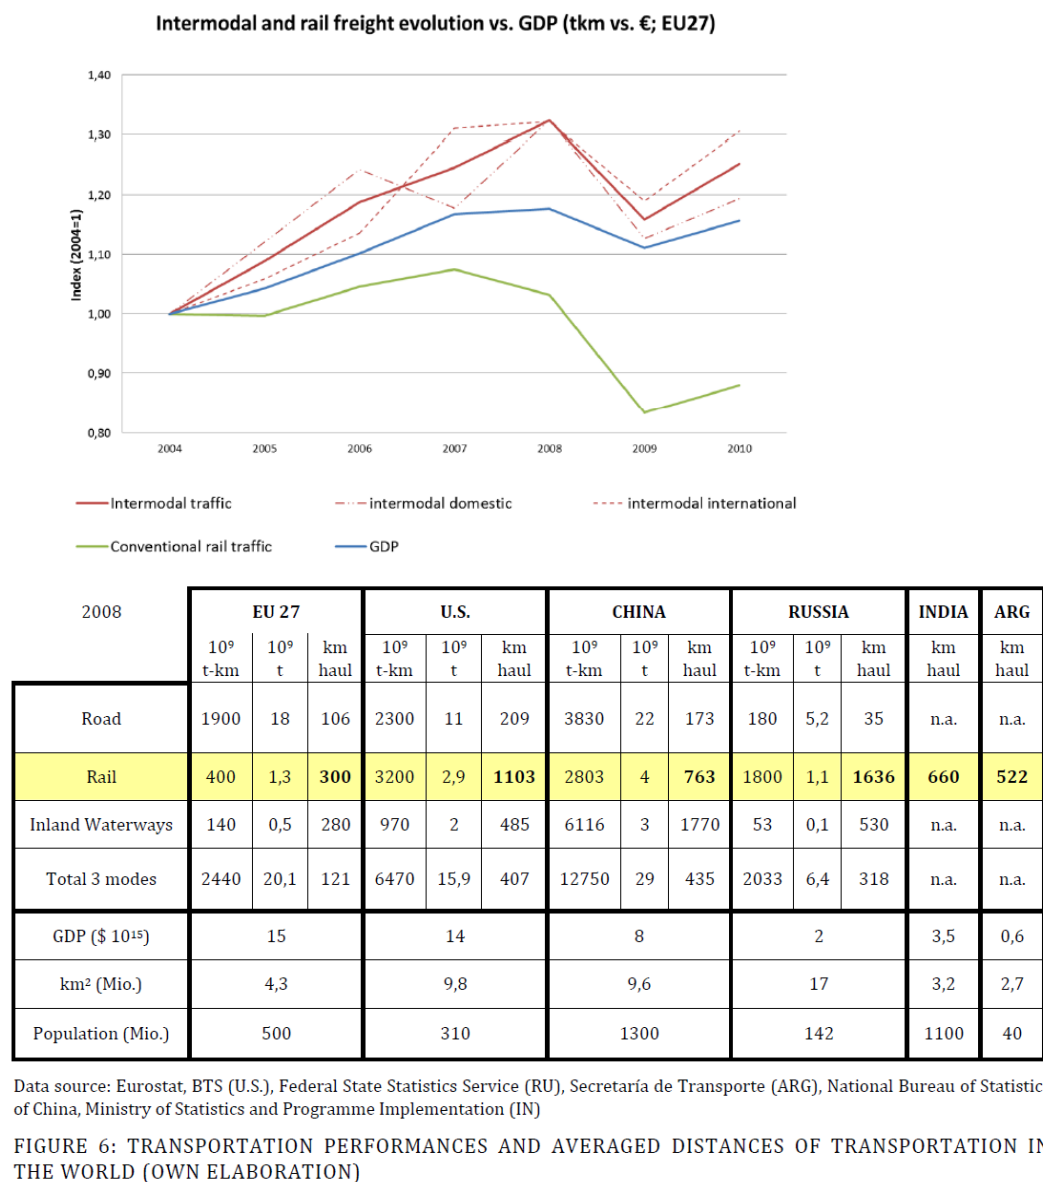 Intermodal and rail freight evolution vs. GDP (tkm vs. €; EU27)
1,40
1,30
1,20
1,10
1,00
0,90
0,80
Index (2004=1)
2004 2005 2006 2007 2008 2009 2010
Intermodal traffic intermodal domestic intermodal international
Conventional rail traffic GDP
2008 EU 27 U.S. CHINA RUSSIA INDIA ARG
10⁹ t-km 10⁹ t km haul 10⁹ t-km 10⁹ t km haul 10⁹ t-km 10⁹ t km haul 10⁹ t-km 10⁹ t km haul km haul km haul
Road 1900 18 106 2300 11 209 3830 22 173 180 5,2 35 n.a. n.a.
Rail 400 1,3 300 3200 2,9 1103 2803 4 763 1800 1,1 1636 660 522
Inland Waterways 140 0,5 280 970 2 485 6116 3 1770 53 0,1 530 n.a. n.a.
Total 3 modes 2440 20,1 121 6470 15,9 407 12750 29 435 2033 6,4 318 n.a. n.a.
GDP ($ 10¹⁵) 15 14 8 2 3,5 0,6
km² (Mio.) 4,3 9,8 9,6 17 3,2 2,7
Population (Mio.) 500 310 1300 142 1100 40
Data source: Eurostat, BTS (U.S.), Federal State Statistics Service (RU), Secretaría de Transporte (ARG), National Bureau of Statistic
of China, Ministry of Statistics and Programme Implementation (IN)
FIGURE 6: TRANSPORTATION PERFORMANCES AND AVERAGED DISTANCES OF TRANSPORTATION IN
THE WORLD (OWN ELABORATION)